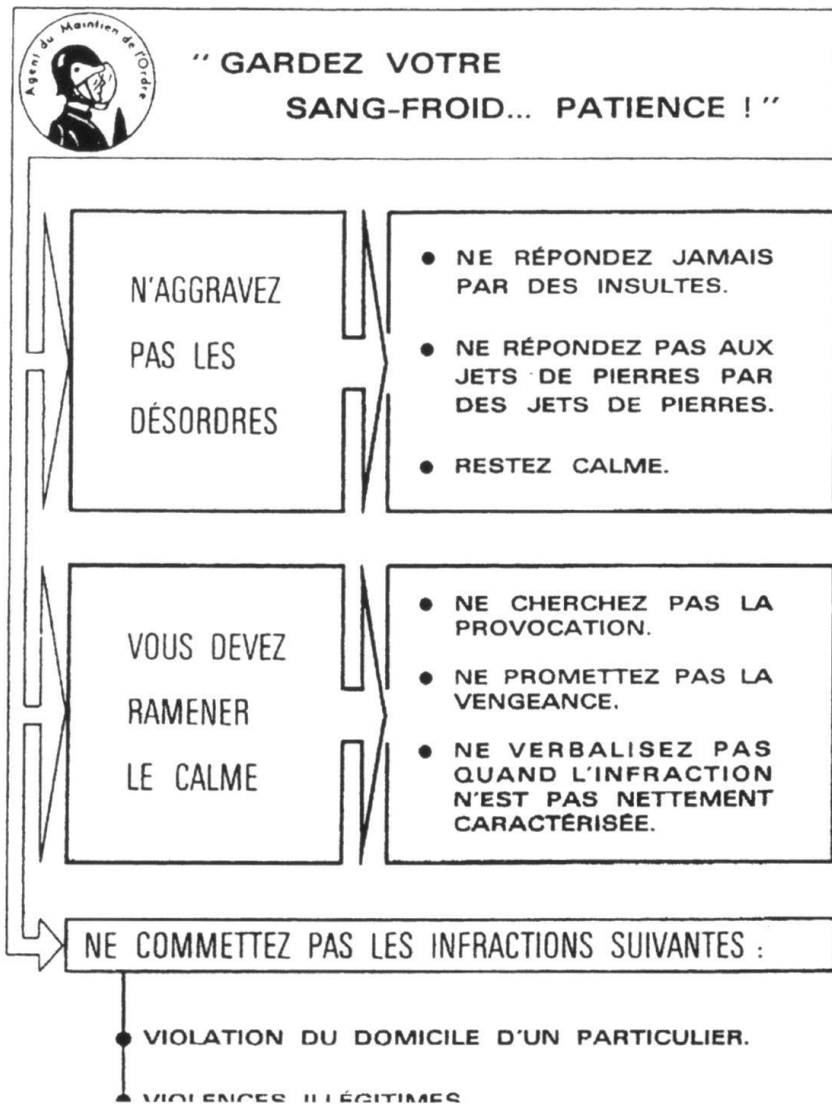 Agent du Maintien de l'Ordre
" GARDEZ VOTRE
SANG-FROID... PATIENCE ! "
N'AGGRAVEZ
PAS LES
DÉSORDRES
● NE RÉPONDEZ JAMAIS
PAR DES INSULTES.
● NE RÉPONDEZ PAS AUX
JETS DE PIERRES PAR
DES JETS DE PIERRES.
● RESTEZ CALME.
VOUS DEVEZ
RAMENER
LE CALME
● NE CHERCHEZ PAS LA
PROVOCATION.
● NE PROMETTEZ PAS LA
VENGEANCE.
● NE VERBALISEZ PAS
QUAND L'INFRACTION
N'EST PAS NETTEMENT
CARACTÉRISÉE.
NE COMMETTEZ PAS LES INFRACTIONS SUIVANTES :
● VIOLATION DU DOMICILE D'UN PARTICULIER.
● VIOLENCES ILLÉGITIMES